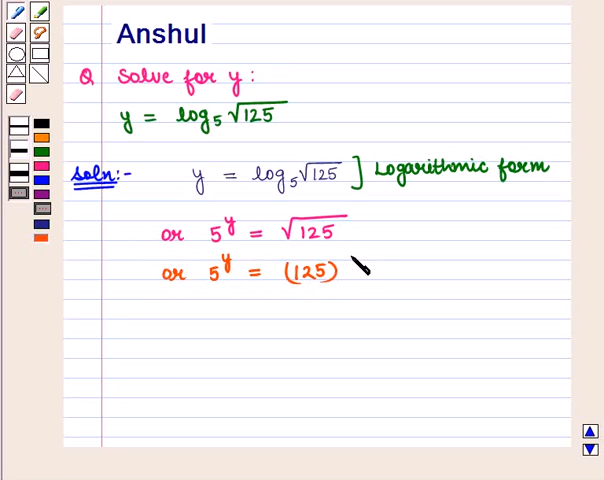 Anshul
Q Solve for y:
y = log₅√125
Soln:- y = log₅√125 ] Logarithmic form
or 5^y = √125
or 5^y = (125)